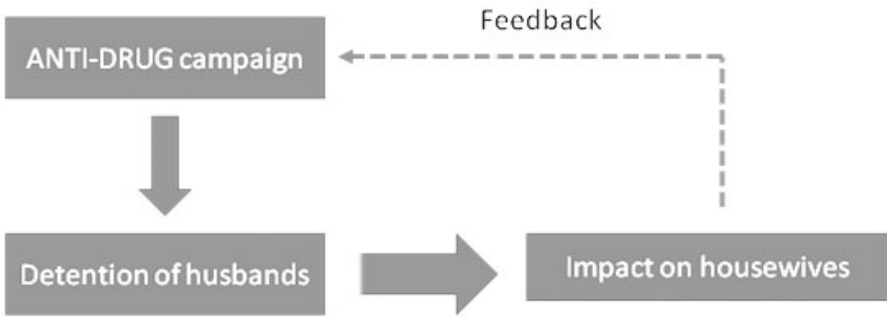 Feedback
ANTI-DRUG campaign
Detention of husbands
Impact on housewives